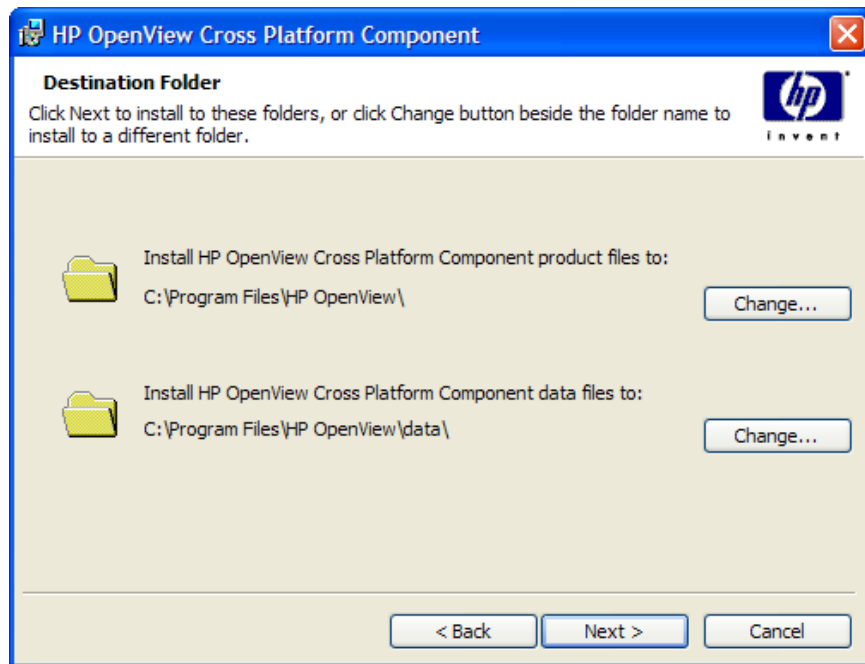 HP OpenView Cross Platform Component
Destination Folder
Click Next to install to these folders, or click Change button beside the folder name to
install to a different folder.
hp
invent
Install HP OpenView Cross Platform Component product files to:
C:\Program Files\HP OpenView\
Change...
Install HP OpenView Cross Platform Component data files to:
C:\Program Files\HP OpenView\data\
Change...
< Back
Next >
Cancel